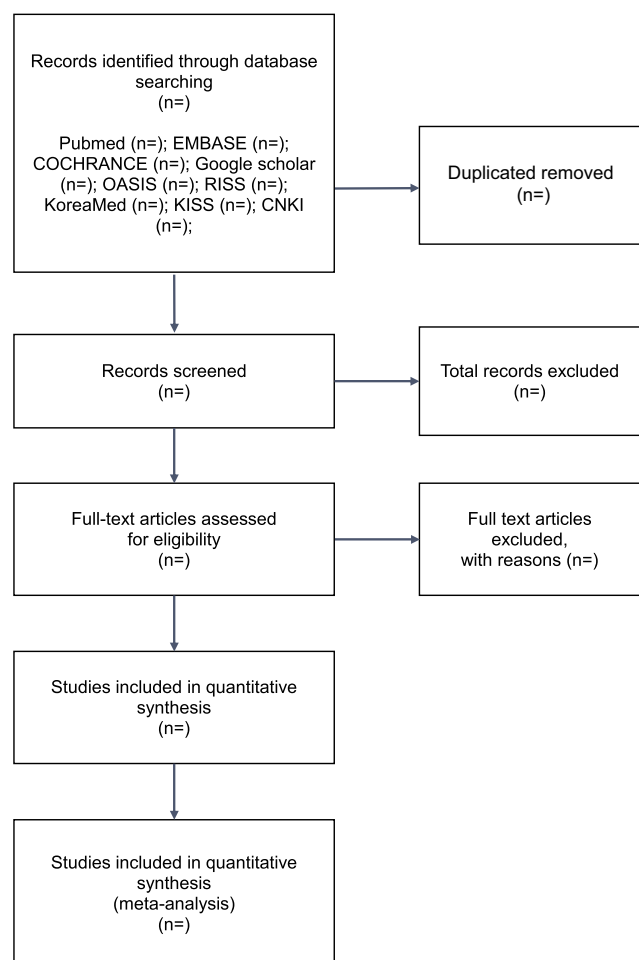 Records identified through database
searching
(n=)
Pubmed (n=); EMBASE (n=);
COCHRANCE (n=); Google scholar
(n=); OASIS (n=); RISS (n=);
KoreaMed (n=); KISS (n=); CNKI
(n=);
Duplicated removed
(n=)
Records screened
(n=)
Total records excluded
(n=)
Full-text articles assessed
for eligibility
(n=)
Full text articles
excluded,
with reasons (n=)
Studies included in quantitative
synthesis
(n=)
Studies included in quantitative
synthesis
(meta-analysis)
(n=)